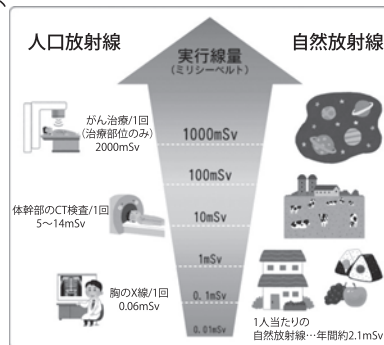 人口放射線
自然放射線
実行線量
(ミリシーベルト)
がん治療/1回
(治療部位のみ)
2000mSv
1000mSv
100mSv
体幹部のCT検査/1回
5〜14mSv
10mSv
1mSv
胸のX線/1回
0.06mSv
0.1mSv
0.01mSv
1人当たりの
自然放射線…年間約2.1mSv